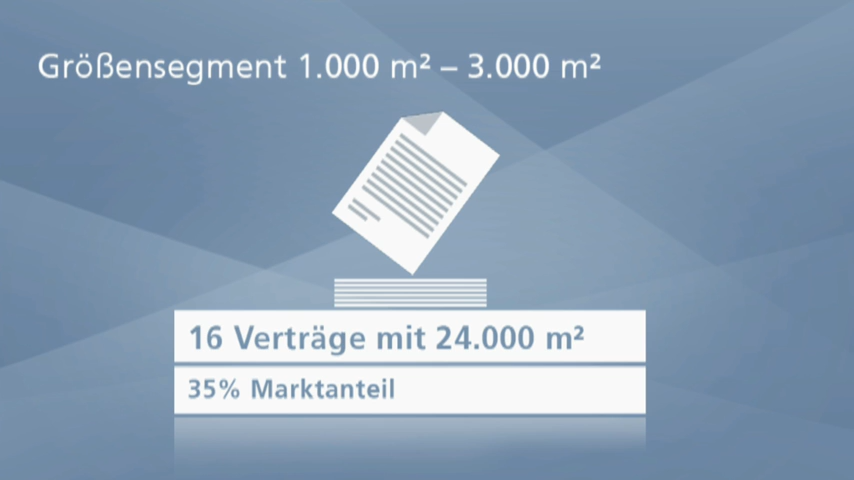 Größensegment 1.000 m² – 3.000 m²
16 Verträge mit 24.000 m²
35% Marktanteil